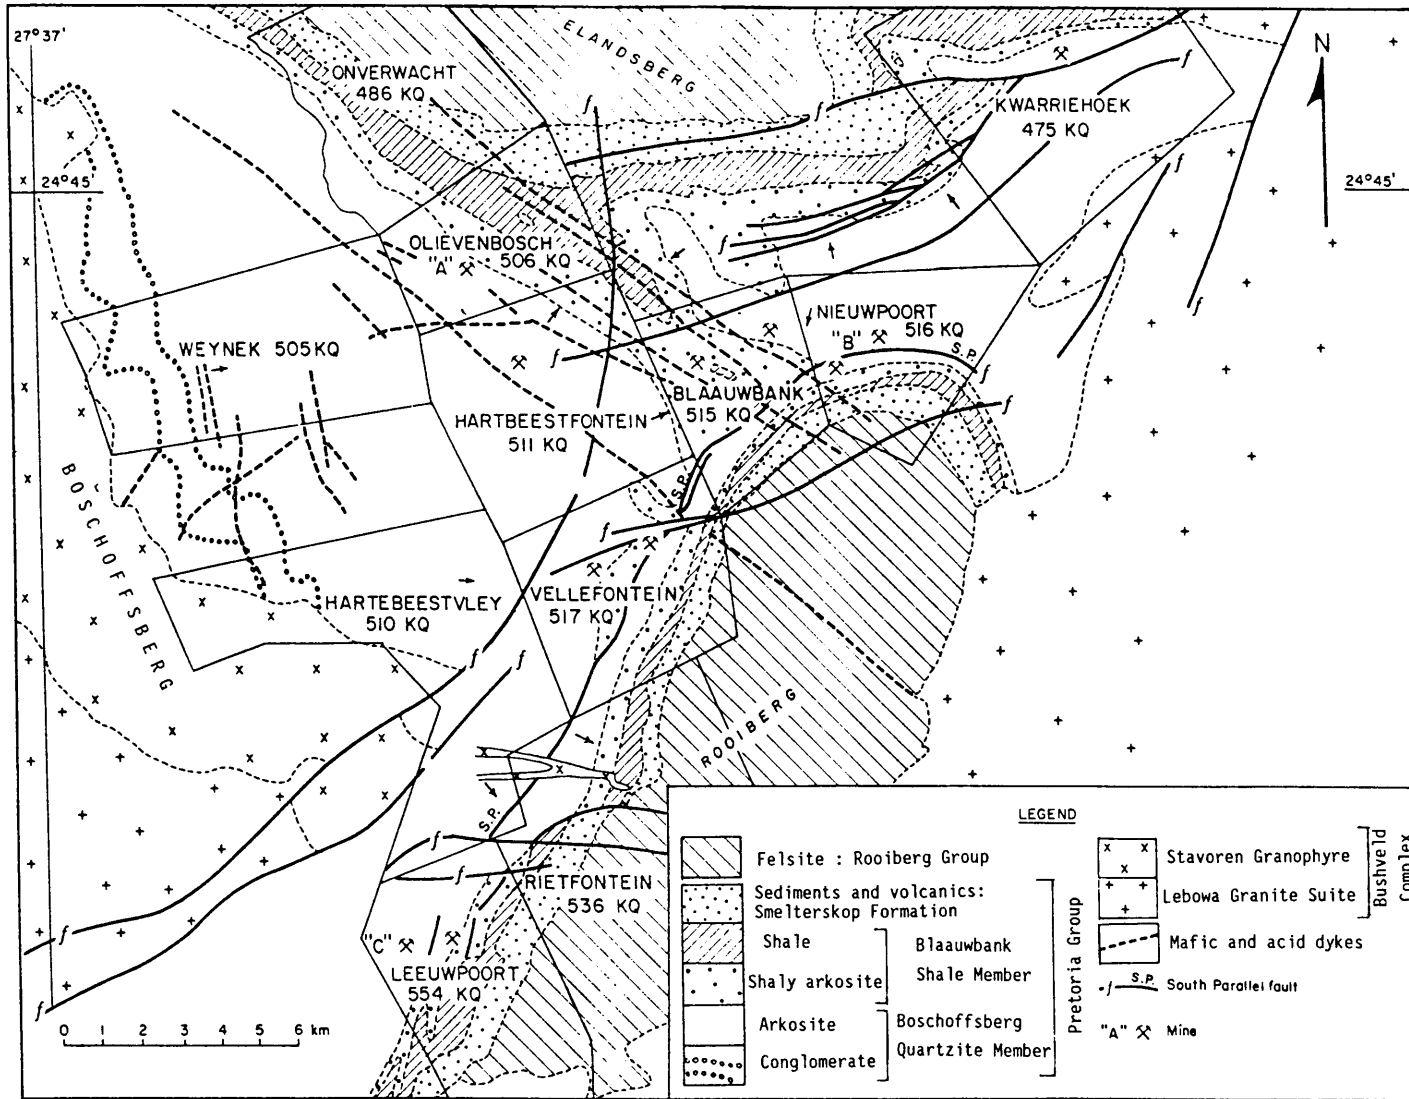 27°37'
ELANDSBERG
N
ONVERWACHT
486 KQ
f
f
f
KWARRIEHOEK
475 KQ
24°45'
24°45'
f
OLIEVENBOSCH
"A" 506 KQ
f
f
NIEUWPOORT
"B" 516 KQ
S.P.
f
WEYNEK 505 KQ
f
BLAAUWBANK
515 KQ
HARTBEESTFONTEIN
511 KQ
f
S.P.
f
BOSCHOFFSBERG
f
VELLEFONTEIN
517 KQ
HARTEBEESTVLEY
510 KQ
f
f
ROOIBERG
S.P.
f
f
RIETFONTEIN
536 KQ
"C"
LEEUWPOORT
554 KQ
f
f
0 1 2 3 4 5 6 km
LEGEND
Felsite : Rooiberg Group
Sediments and volcanics:
Smelterskop Formation
Shale
Shaly arkosite
Blaauwbank
Shale Member
Arkosite
Conglomerate
Boschoffsberg
Quartzite Member
Pretoria Group
Stavoren Granophyre
Lebowa Granite Suite
Bushveld
Complex
Mafic and acid dykes
f S.P. South Parallel fault
"A" Mine